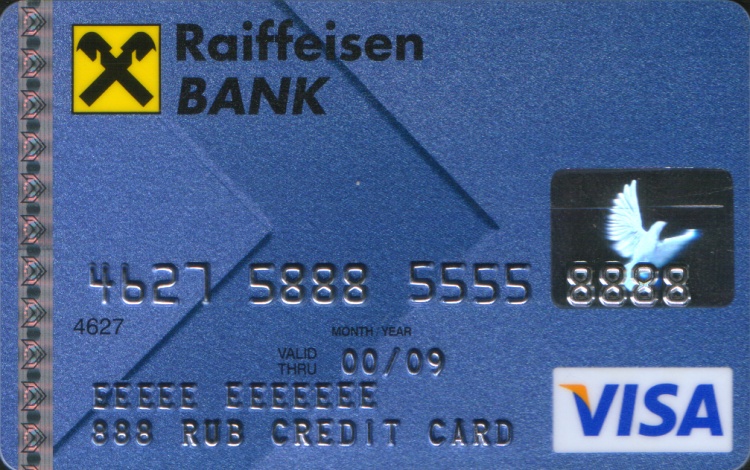 Raiffeisen
BANK
4627 5888 5555 8888
4627
MONTH / YEAR
VALID THRU 00/09
EEEEE EEEEEEE
888 RUB CREDIT CARD
VISA